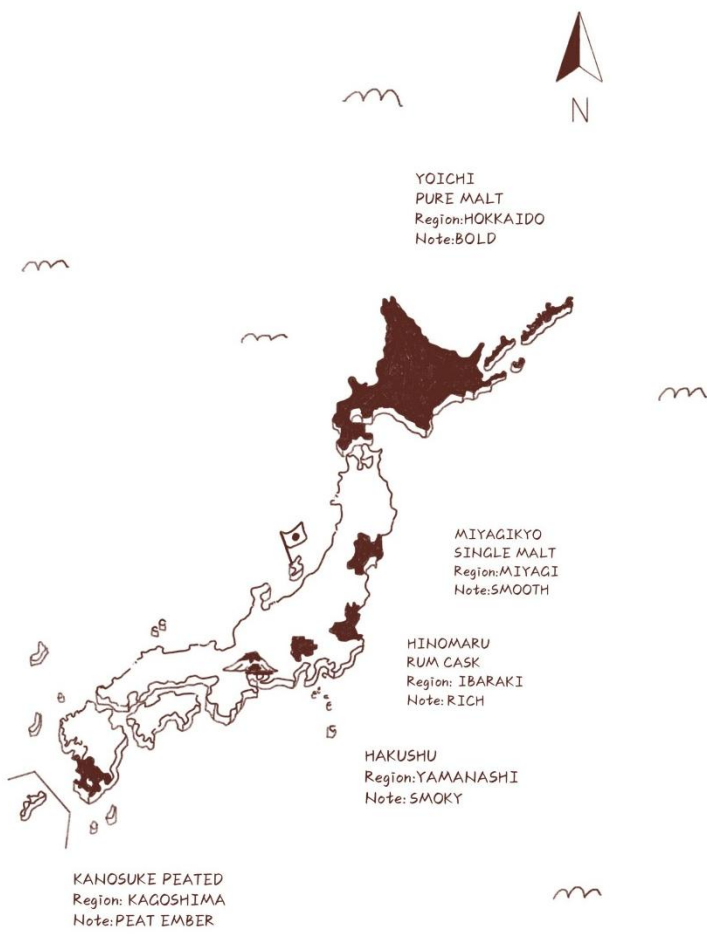 N
YOICHI
PURE MALT
Region:HOKKAIDO
Note:BOLD
MIYAGIKYO
SINGLE MALT
Region:MIYAGI
Note:SMOOTH
HINOMARU
RUM CASK
Region: IBARAKI
Note: RICH
HAKUSHU
Region:YAMANASHI
Note: SMOKY
KANOSUKE PEATED
Region: KAGOSHIMA
Note:PEAT EMBER